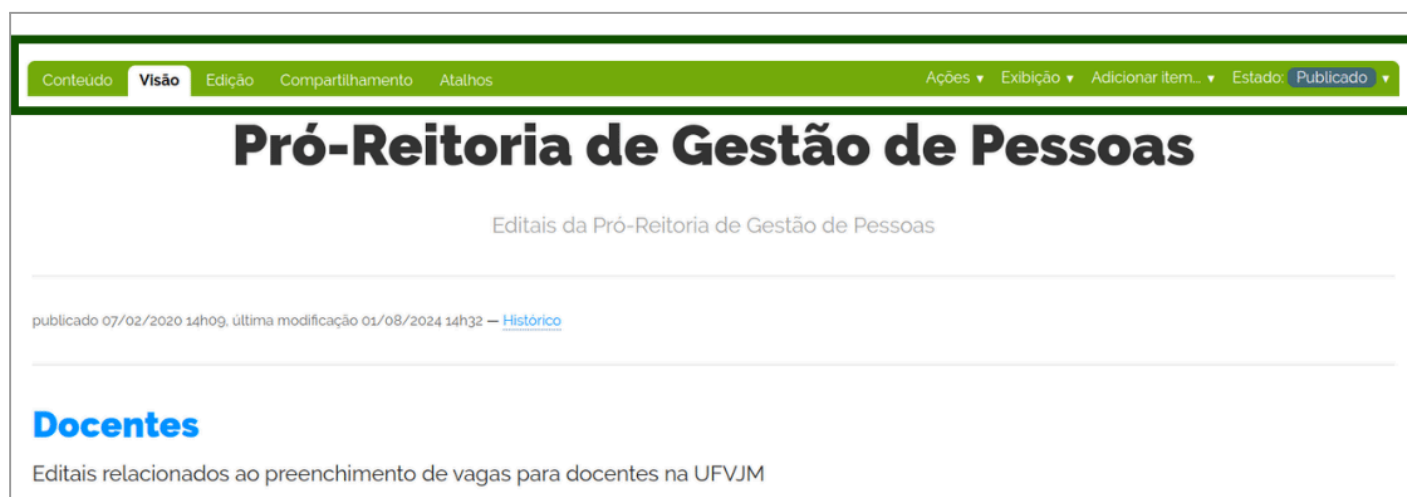 Conteúdo Visão Edição Compartilhamento Atalhos Ações ▾ Exibição ▾ Adicionar item... ▾ Estado: Publicado ▾
Pró-Reitoria de Gestão de Pessoas
Editais da Pró-Reitoria de Gestão de Pessoas
publicado 07/02/2020 14h09, última modificação 01/08/2024 14h32 — Histórico
Docentes
Editais relacionados ao preenchimento de vagas para docentes na UFVJM